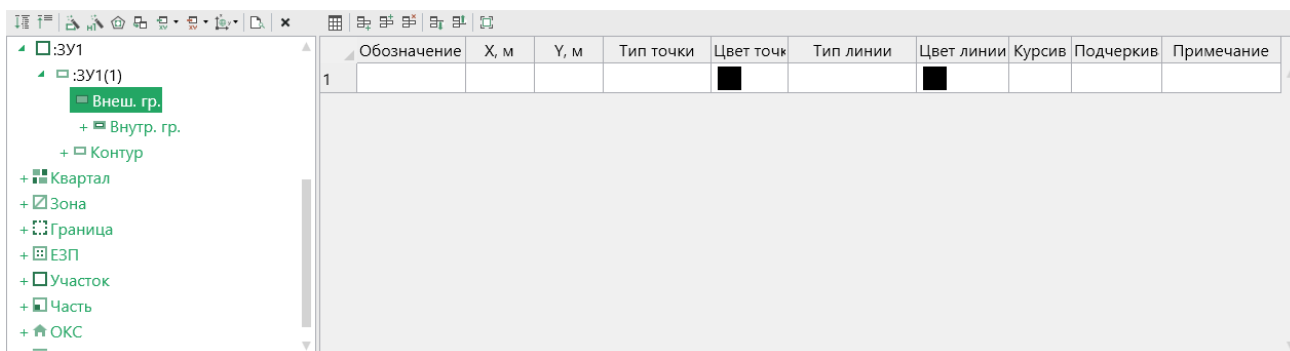 :ЗУ1
:ЗУ1(1)
Внеш. гр.
+ Внутр. гр.
+ Контур
+ Квартал
+ Зона
+ Граница
+ ЕЗП
+ Участок
+ Часть
+ ОКС
Обозначение X, м Y, м Тип точки Цвет точк Тип линии Цвет линии Курсив Подчеркив Примечание
1